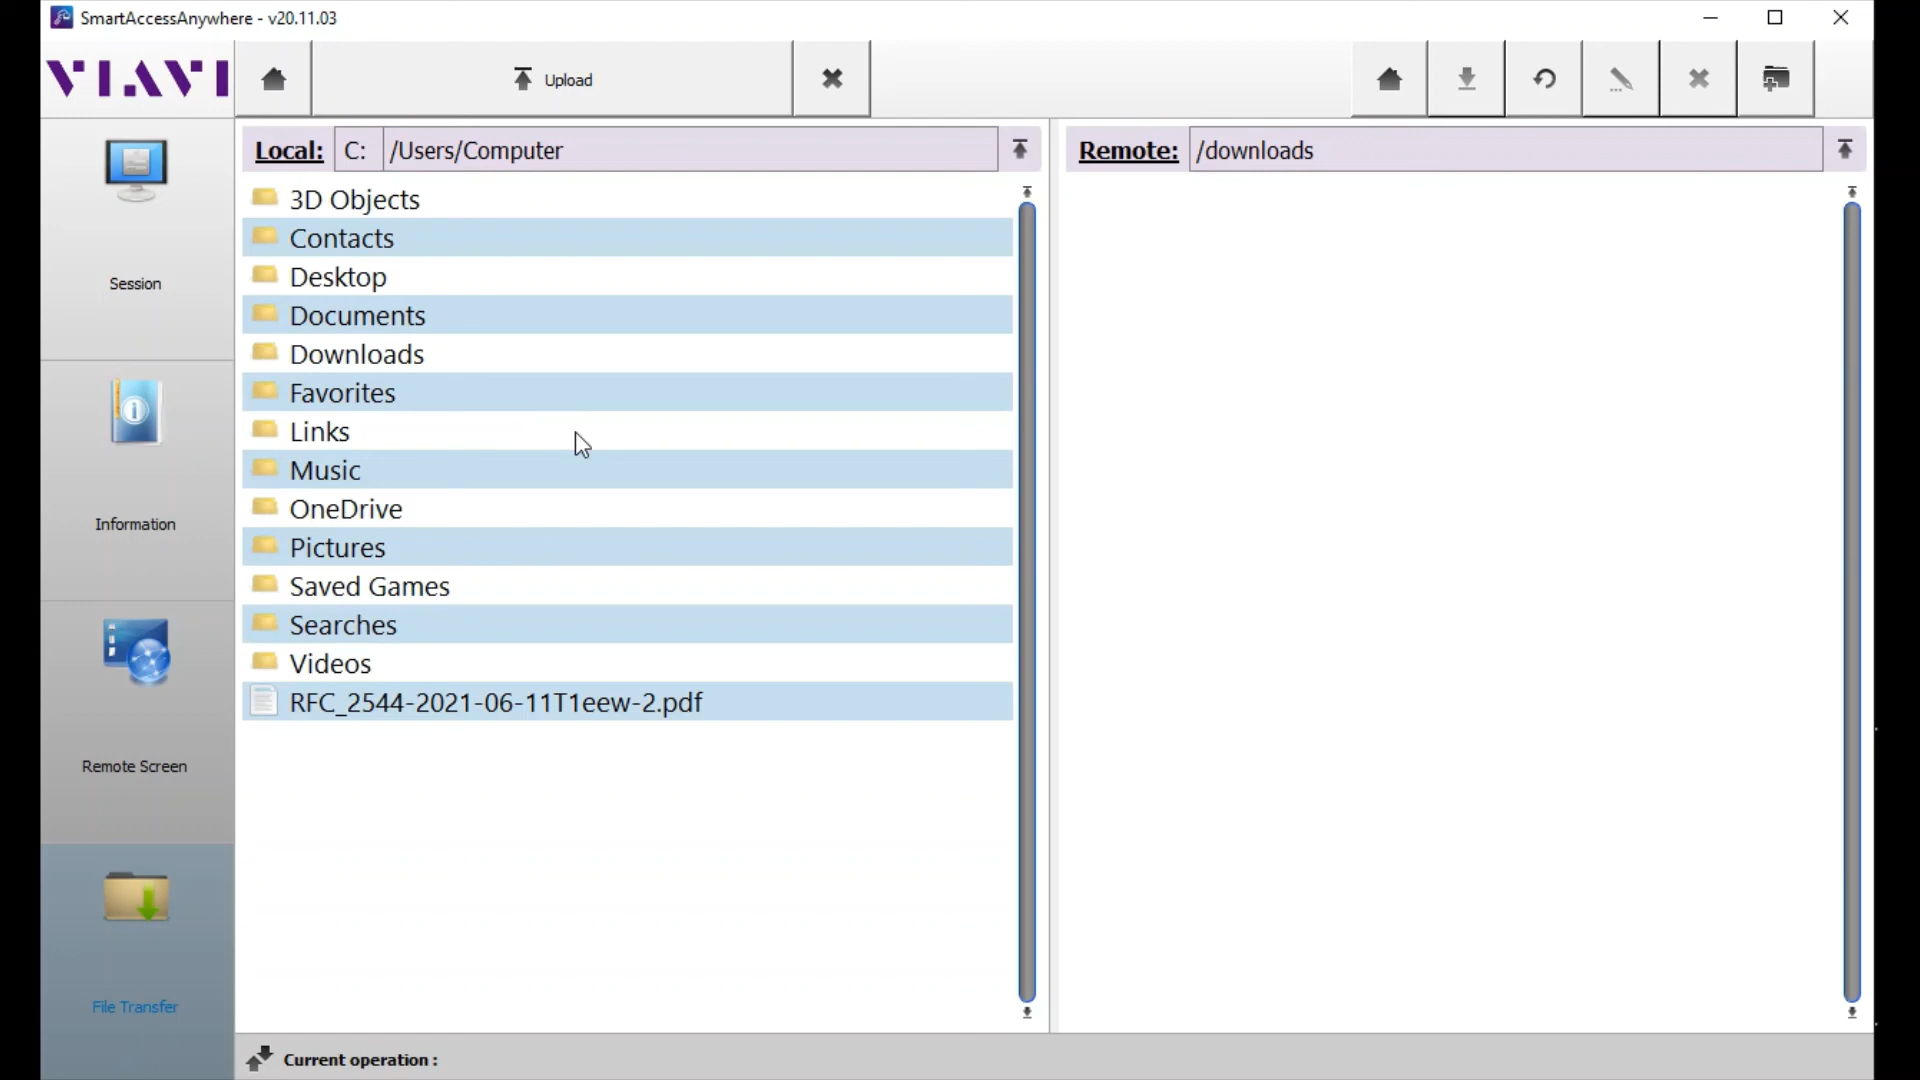 SmartAccessAnywhere - v20.11.03
VIAVI
Upload
Local:
C:
/Users/Computer
Remote:
/downloads
3D Objects
Contacts
Desktop
Documents
Downloads
Favorites
Links
Music
OneDrive
Pictures
Saved Games
Searches
Videos
RFC_2544-2021-06-11T1eew-2.pdf
Session
Information
Remote Screen
File Transfer
Current operation :